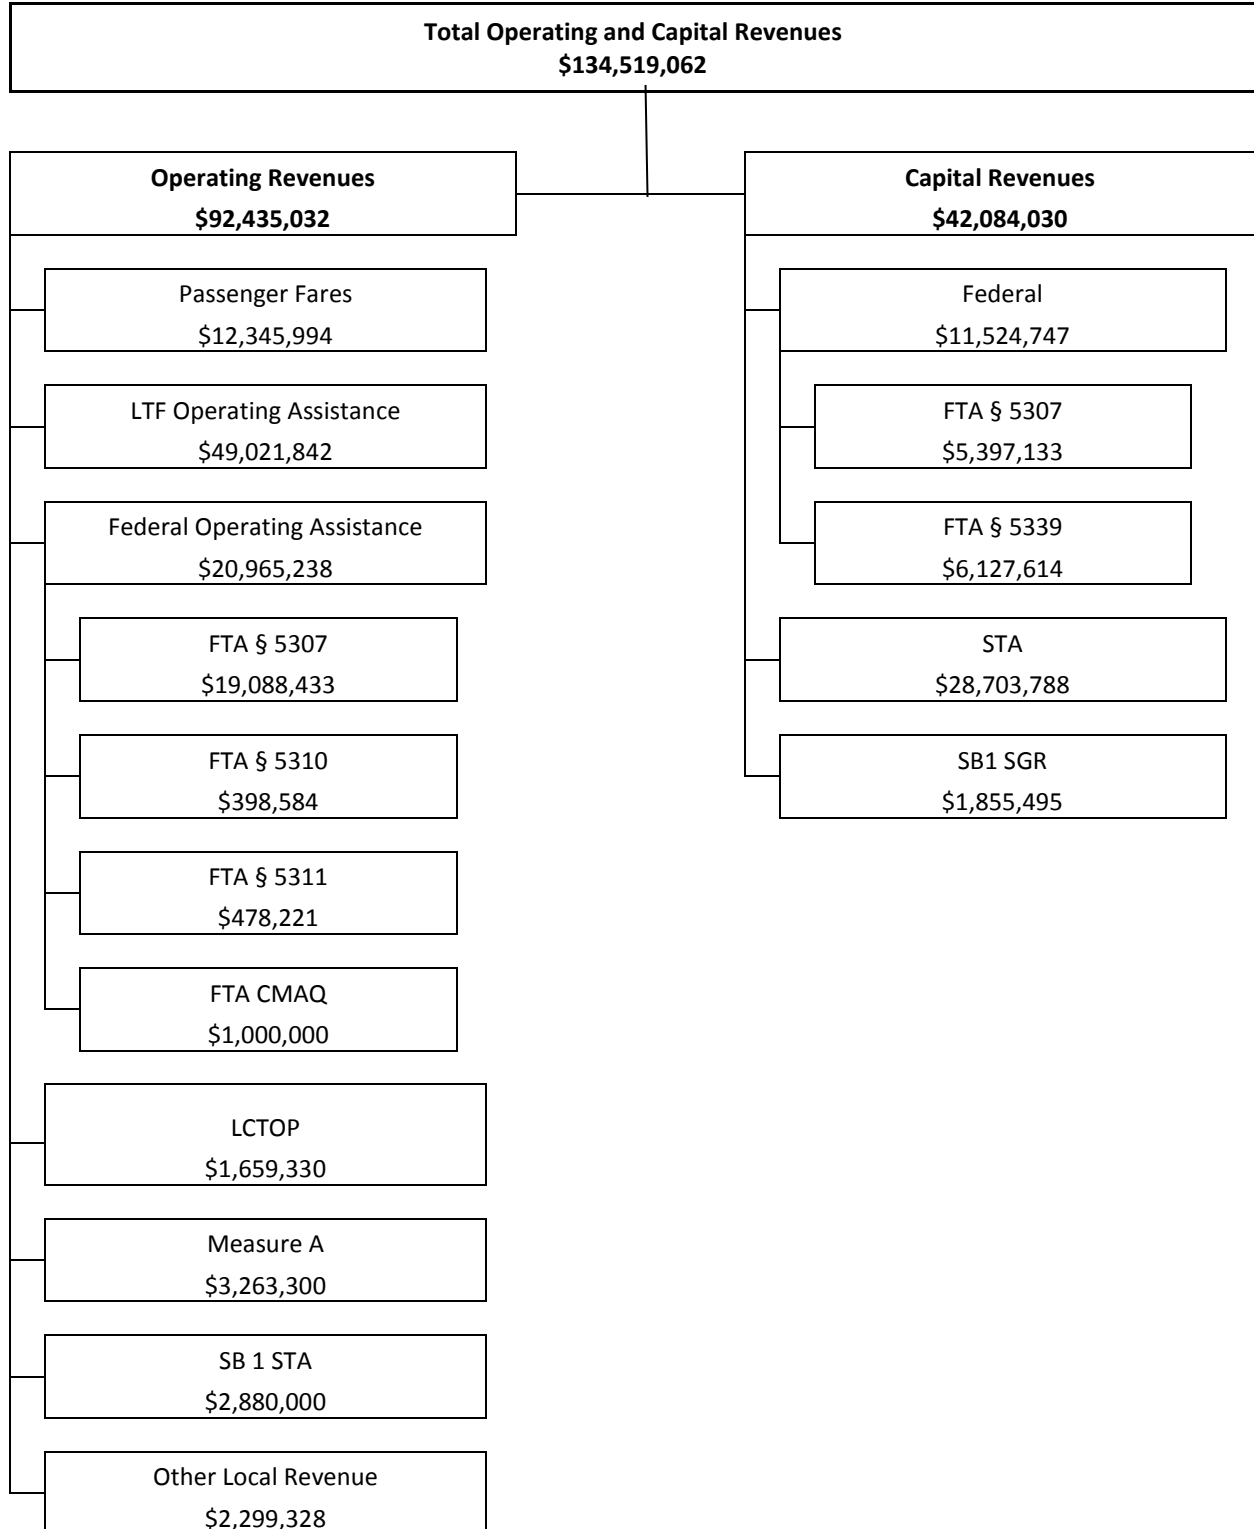 Total Operating and Capital Revenues
$134,519,062
Operating Revenues
$92,435,032
Passenger Fares
$12,345,994
LTF Operating Assistance
$49,021,842
Federal Operating Assistance
$20,965,238
FTA § 5307
$19,088,433
FTA § 5310
$398,584
FTA § 5311
$478,221
FTA CMAQ
$1,000,000
LCTOP
$1,659,330
Measure A
$3,263,300
SB 1 STA
$2,880,000
Other Local Revenue
$2,299,328
Capital Revenues
$42,084,030
Federal
$11,524,747
FTA § 5307
$5,397,133
FTA § 5339
$6,127,614
STA
$28,703,788
SB1 SGR
$1,855,495